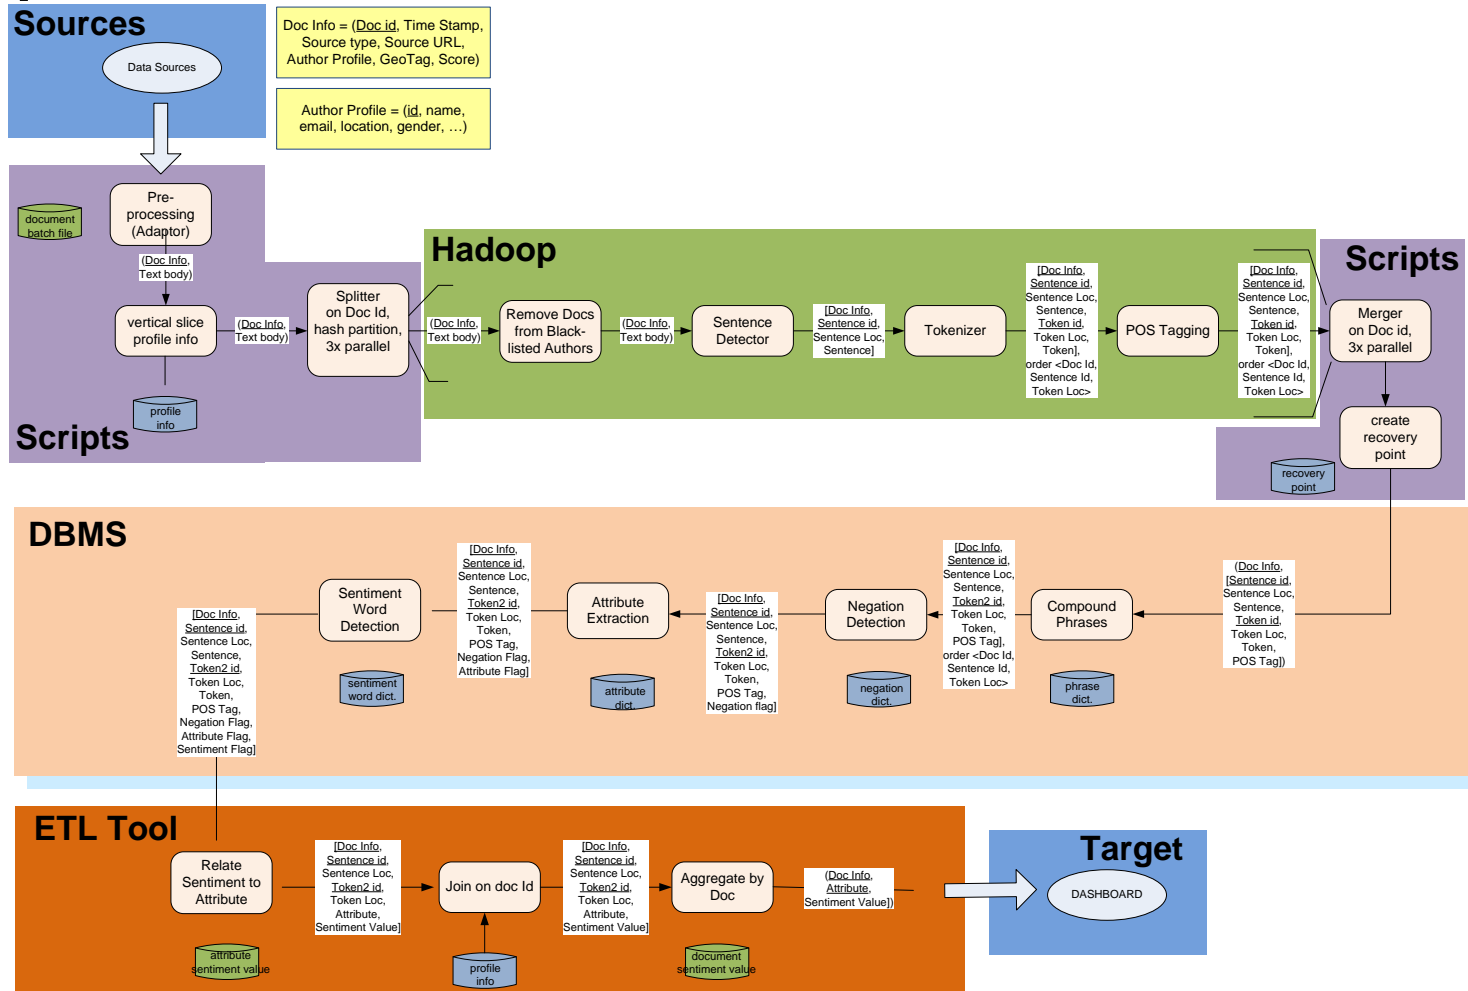 Sources
Data Sources
Doc Info = (Doc id, Time Stamp,
Source type, Source URL,
Author Profile, GeoTag, Score)
Author Profile = (id, name,
email, location, gender, …)
document
batch file
Pre-
processing
(Adaptor)
(Doc Info,
Text body)
vertical slice
profile info
(Doc Info,
Text body)
profile
info
Scripts
Splitter
on Doc Id,
hash partition,
3x parallel
Hadoop
(Doc Info,
Text body)
Remove Docs
from Black-
listed Authors
(Doc Info,
Text body)
Sentence
Detector
[Doc Info,
Sentence id,
Sentence Loc,
Sentence]
Tokenizer
[Doc Info,
Sentence id,
Sentence Loc,
Sentence,
Token id,
Token Loc,
Token],
order <Doc Id,
Sentence Id,
Token Loc>
POS Tagging
[Doc Info,
Sentence id,
Sentence Loc,
Sentence,
Token id,
Token Loc,
Token],
order <Doc Id,
Sentence Id,
Token Loc>
Scripts
Merger
on Doc id,
3x parallel
create
recovery
point
recovery
point
DBMS
(Doc Info,
[Sentence id,
Sentence Loc,
Sentence,
Token id,
Token Loc,
Token,
POS Tag])
Compound
Phrases
phrase
dict.
[Doc Info,
Sentence id,
Sentence Loc,
Sentence,
Token2 id,
Token Loc,
Token,
POS Tag],
order <Doc Id,
Sentence Id,
Token Loc>
Negation
Detection
negation
dict.
[Doc Info,
Sentence id,
Sentence Loc,
Sentence,
Token2 id,
Token Loc,
Token,
POS Tag,
Negation flag]
Attribute
Extraction
attribute
dict.
[Doc Info,
Sentence id,
Sentence Loc,
Sentence,
Token2 id,
Token Loc,
Token,
POS Tag,
Negation Flag,
Attribute Flag]
Sentiment
Word
Detection
sentiment
word dict.
[Doc Info,
Sentence id,
Sentence Loc,
Sentence,
Token2 id,
Token Loc,
Token,
POS Tag,
Negation Flag,
Attribute Flag,
Sentiment Flag]
ETL Tool
Relate
Sentiment to
Attribute
attribute
sentiment value
[Doc Info,
Sentence id,
Sentence Loc,
Token2 id,
Token Loc,
Attribute,
Sentiment Value]
Join on doc Id
profile
info
[Doc Info,
Sentence id,
Sentence Loc,
Token2 id,
Token Loc,
Attribute,
Sentiment Value]
Aggregate by
Doc
document
sentiment value
(Doc Info,
Attribute,
Sentiment Value])
Target
DASHBOARD